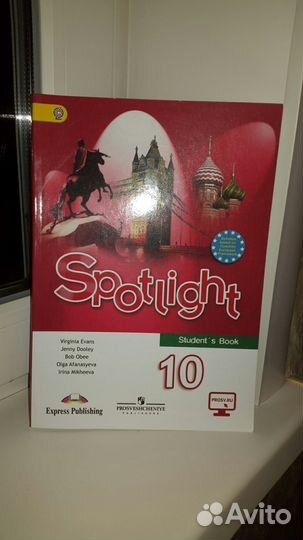 Spotlight
Student's Book
10
Virginia Evans
Jenny Dooley
Bob Obee
Olga Afanasyeva
Irina Mikheeva
Express Publishing
PROSVESHCHENIYE
PUBLISHERS
PROSV.RU
Avito